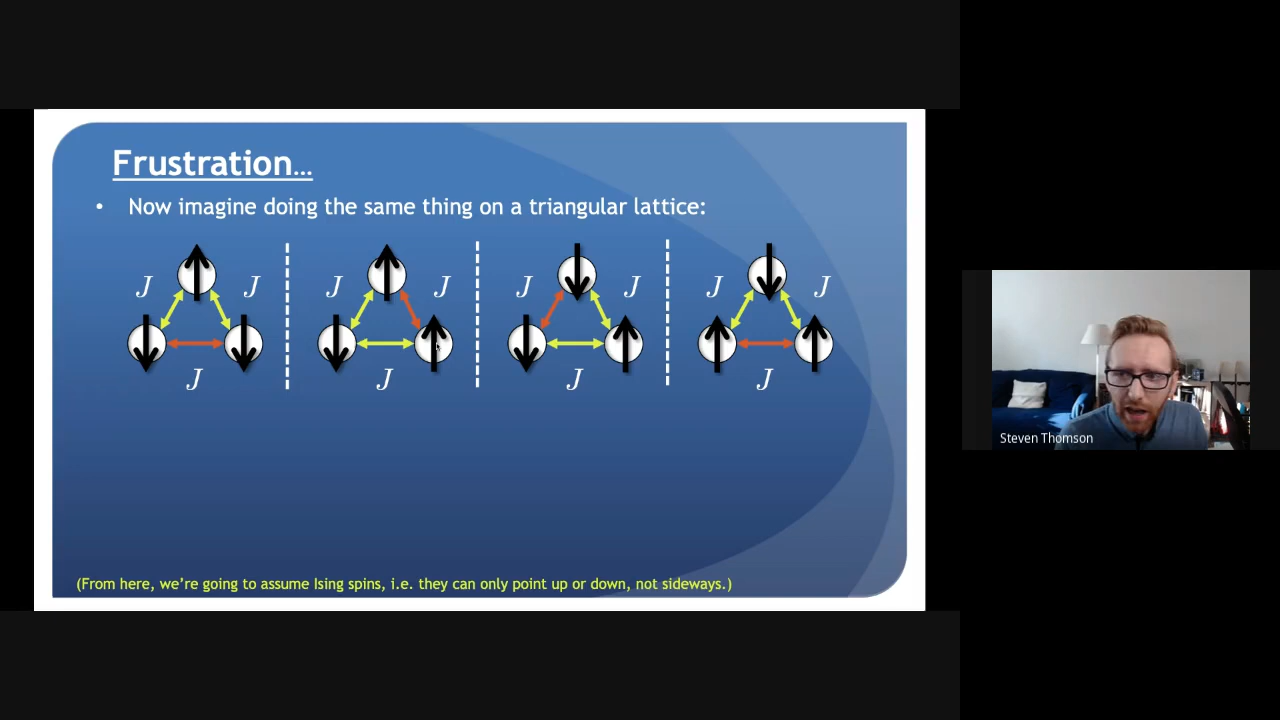 Frustration...
• Now imagine doing the same thing on a triangular lattice:
J J J J J J J J
J J J J
(From here, we're going to assume Ising spins, i.e. they can only point up or down, not sideways.)
Steven Thomson